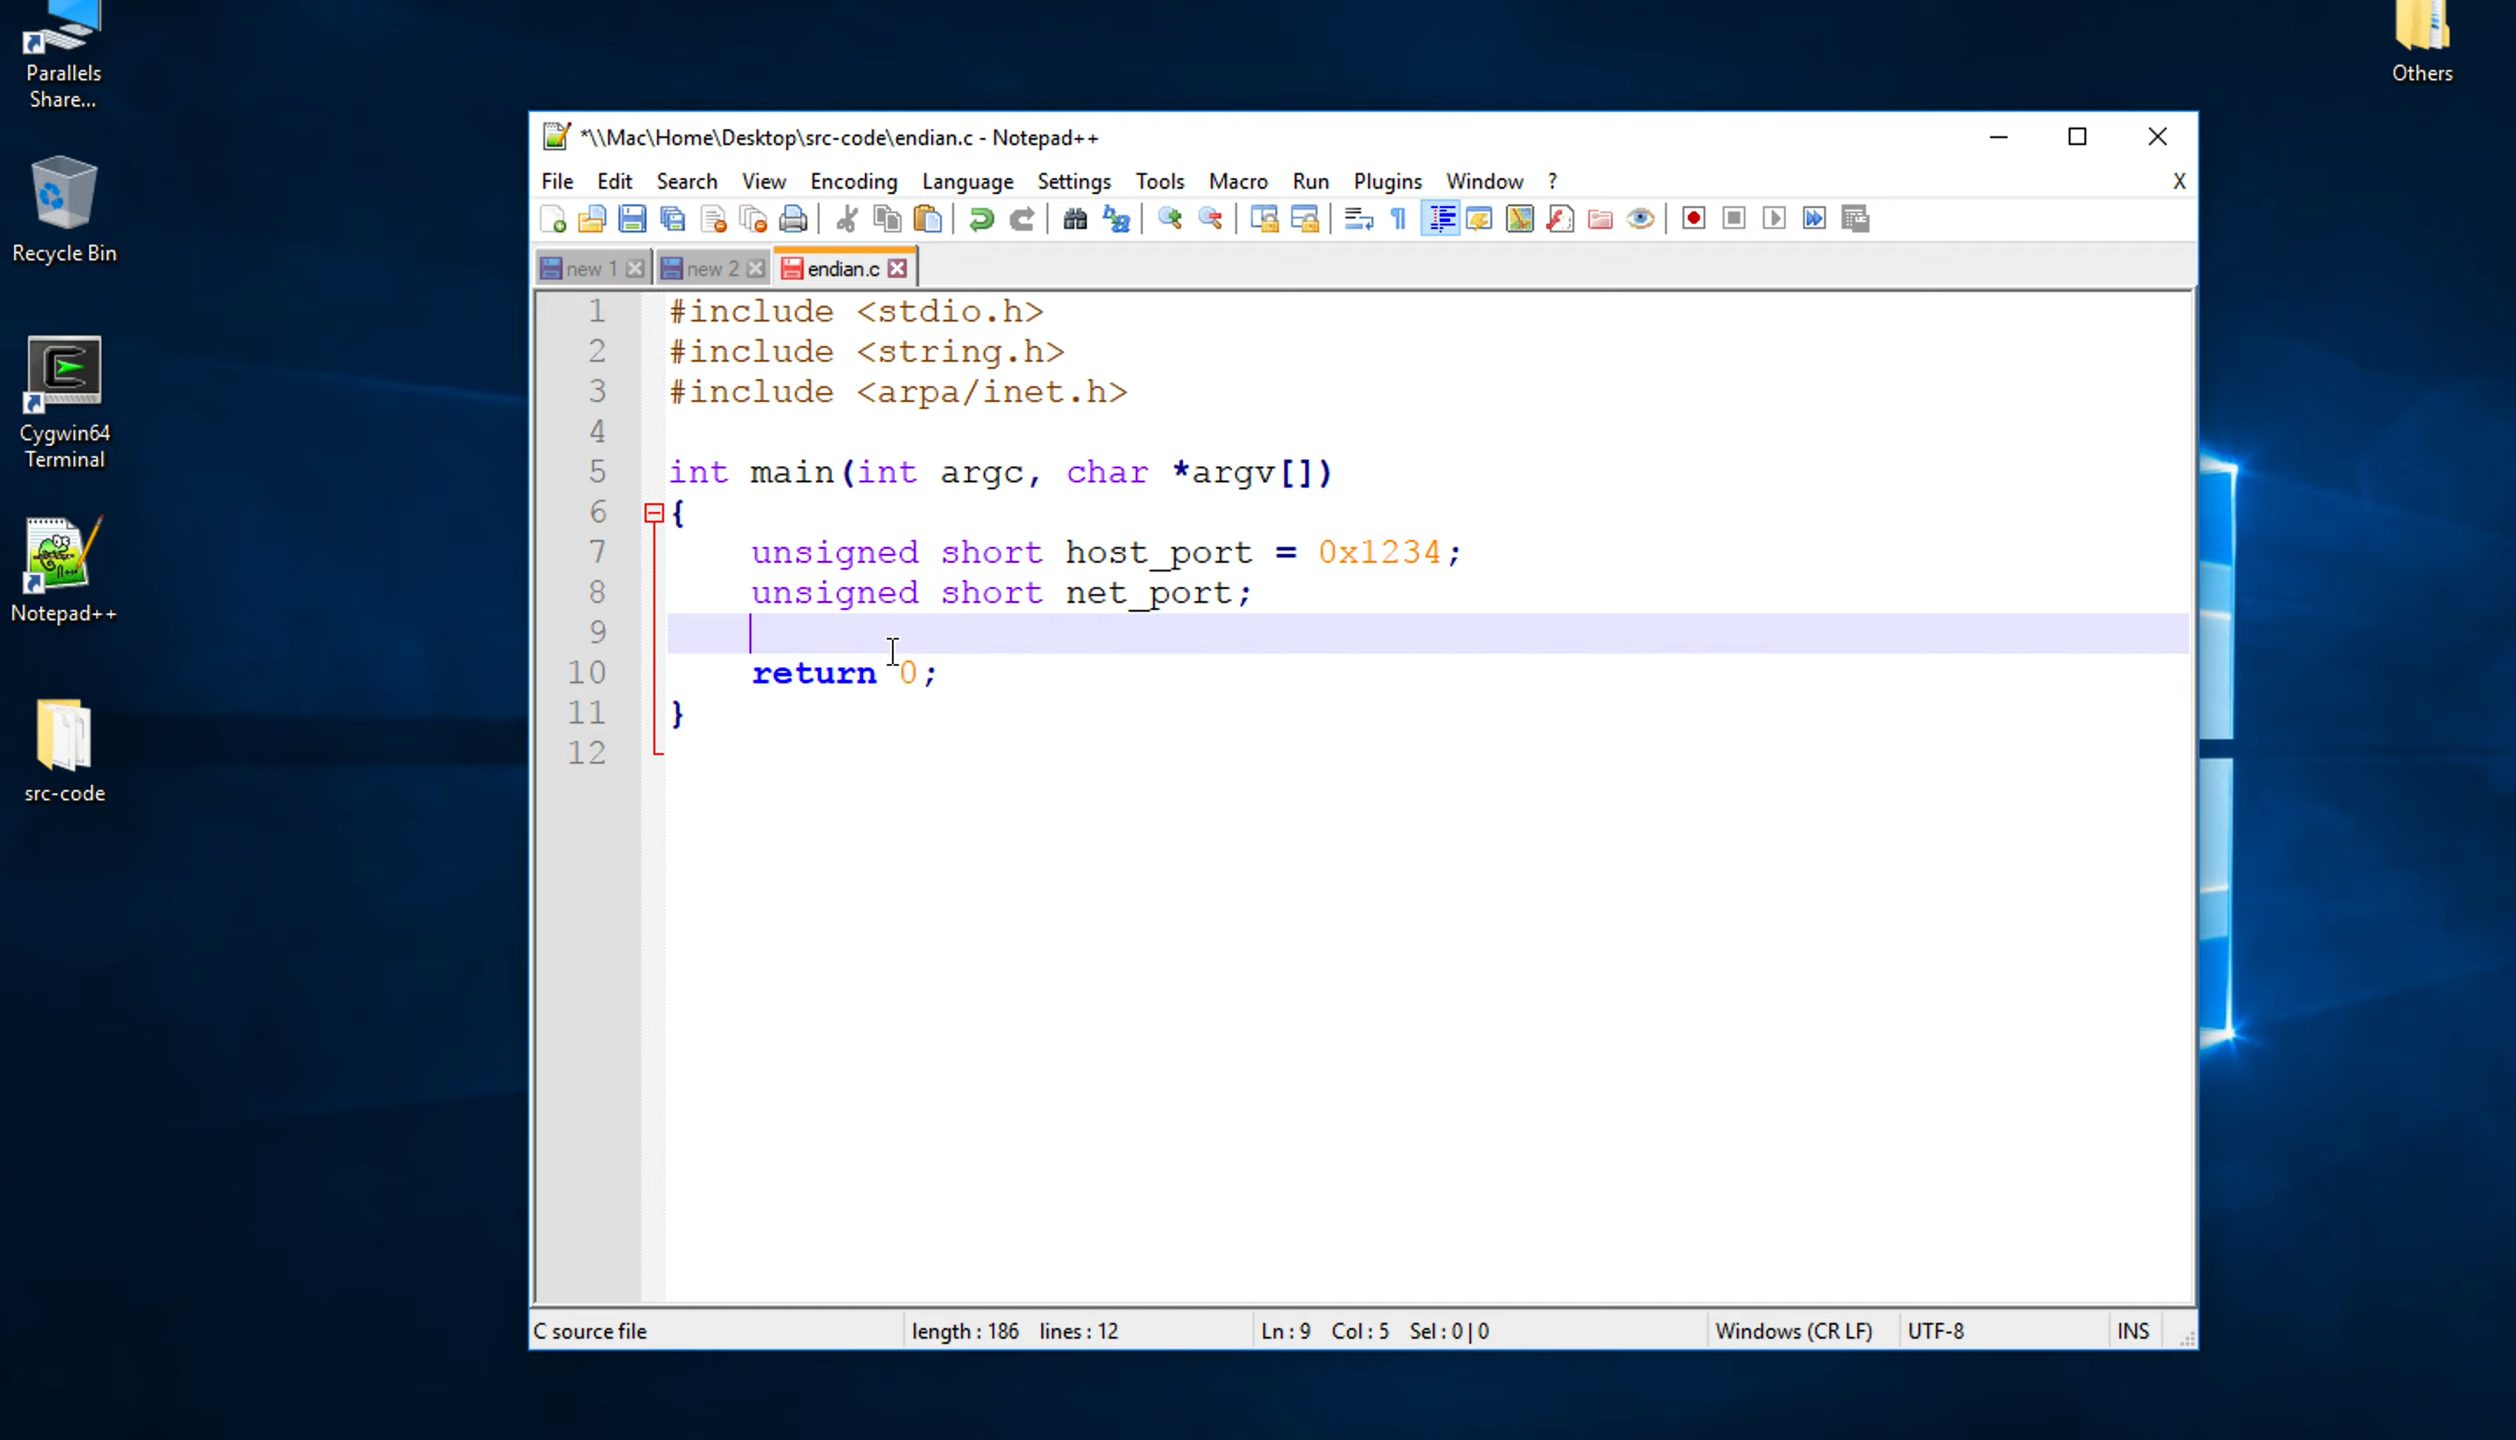 Parallels
Share...
Others
Recycle Bin
Cygwin64
Terminal
Notepad++
src-code
*\\Mac\Home\Desktop\src-code\endian.c - Notepad++
File Edit Search View Encoding Language Settings Tools Macro Run Plugins Window ? X
new 1 new 2 endian.c
1 #include <stdio.h>
2 #include <string.h>
3 #include <arpa/inet.h>
4
5 int main(int argc, char *argv[])
6 {
7 unsigned short host_port = 0x1234;
8 unsigned short net_port;
9
10 return 0;
11 }
12
C source file length : 186 lines : 12 Ln : 9 Col : 5 Sel : 0 | 0 Windows (CR LF) UTF-8 INS